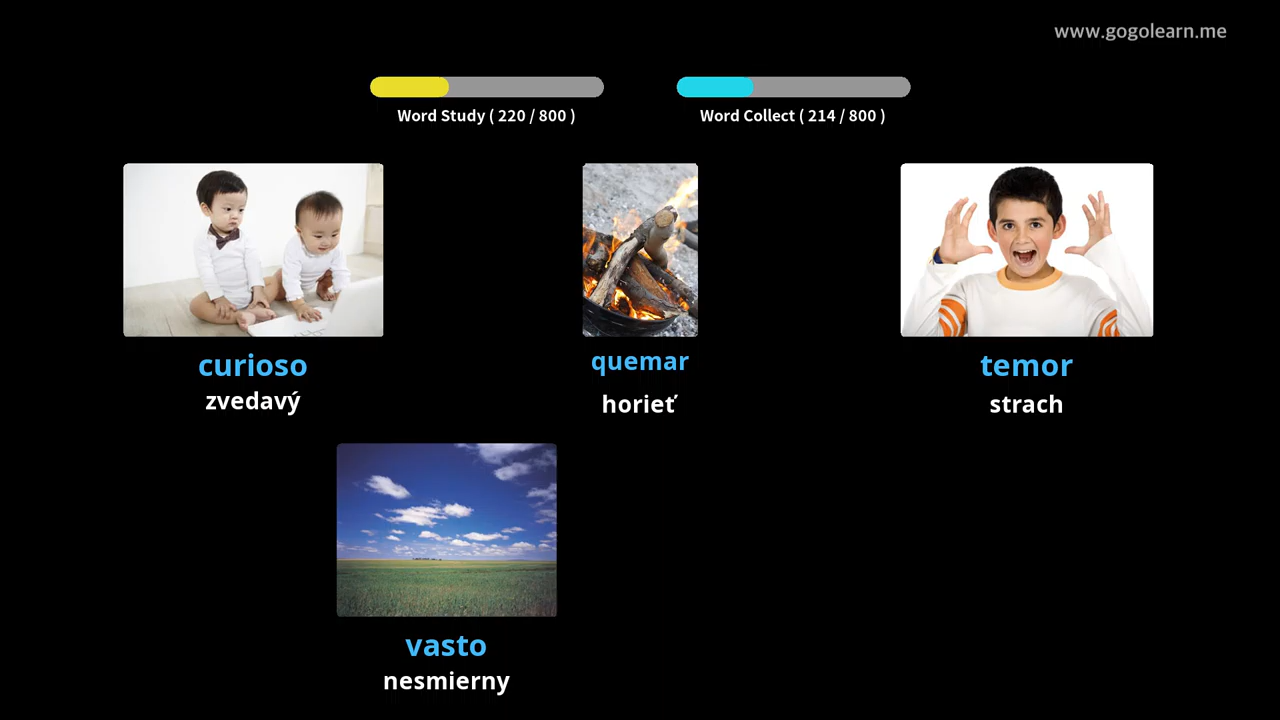 www.gogolearn.me
Word Study ( 220 / 800 )
Word Collect ( 214 / 800 )
curioso
zvedavý
quemar
horieť
temor
strach
vasto
nesmierny